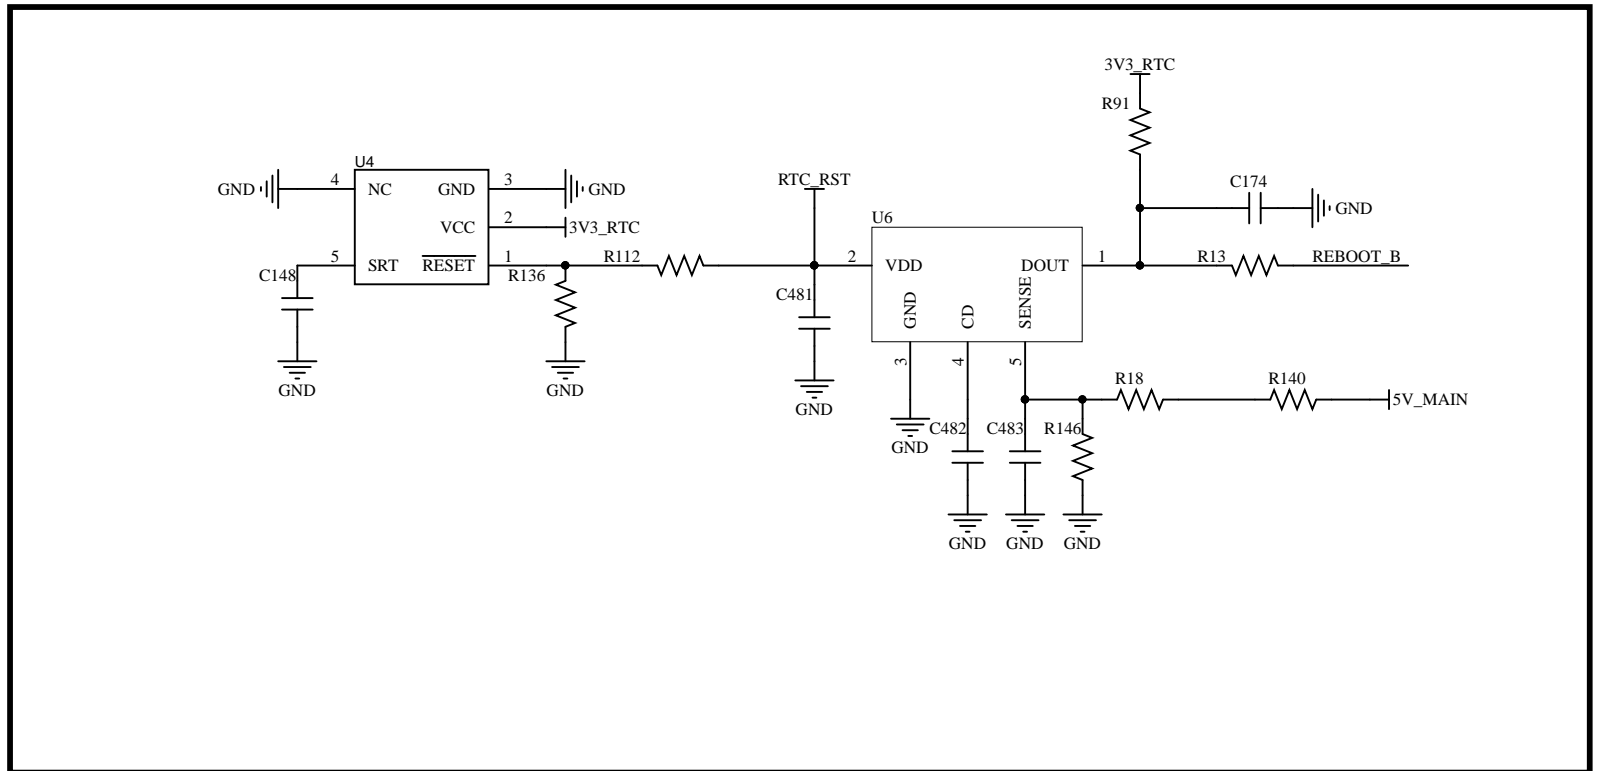 3V3_RTC
R91
U4
GND 4 NC GND 3 GND
RTC_RST
C174
GND
VCC 2 3V3_RTC
U6
C148 5 SRT RESET 1 R136 R112 2 VDD DOUT 1 R13 REBOOT_B
C481
GND CD SENSE
3 4 5
GND GND
R18 R140
GND 5V_MAIN
GND C482 C483 R146
GND GND GND